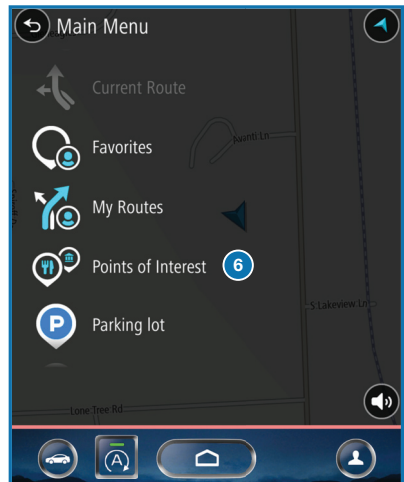 Main Menu
Current Route
Avanti Ln
Favorites
My Routes
Points of Interest 6
S Lakeview Ln
P Parking lot
Lone Tree Rd
A